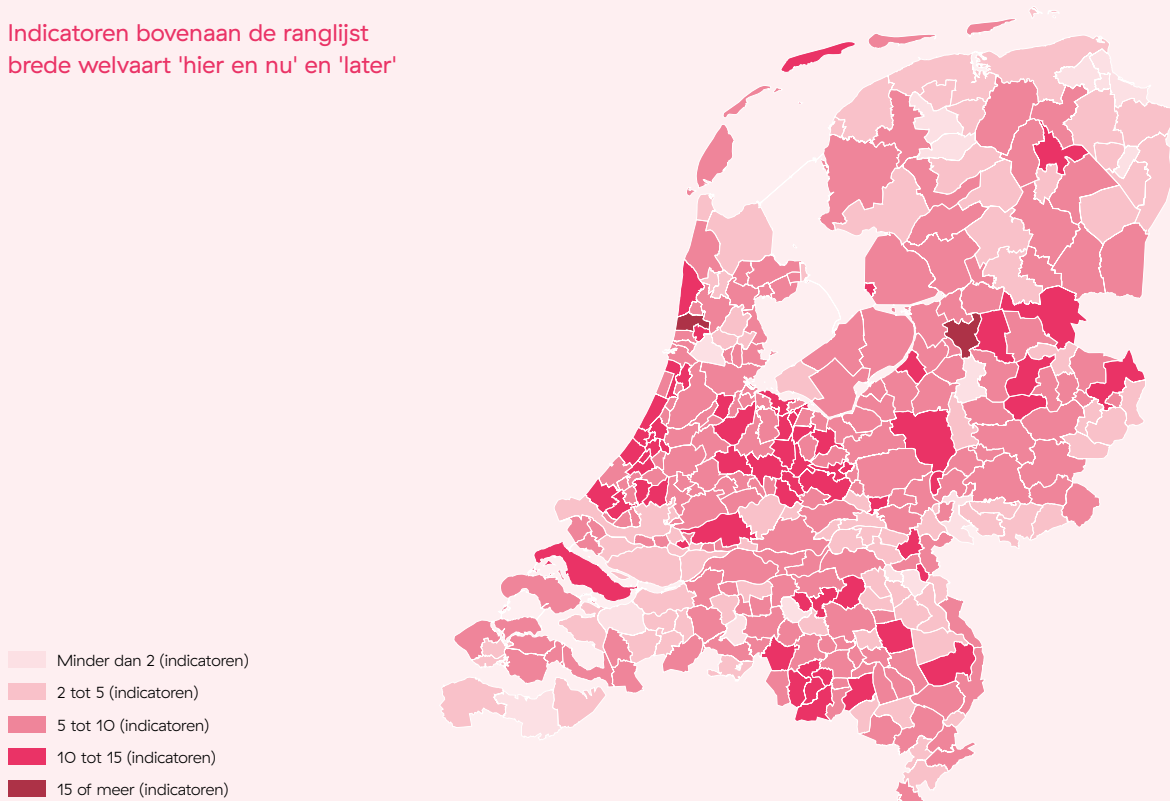 Indicatoren bovenaan de ranglijst
brede welvaart 'hier en nu' en 'later'
Minder dan 2 (indicatoren)
2 tot 5 (indicatoren)
5 tot 10 (indicatoren)
10 tot 15 (indicatoren)
15 of meer (indicatoren)